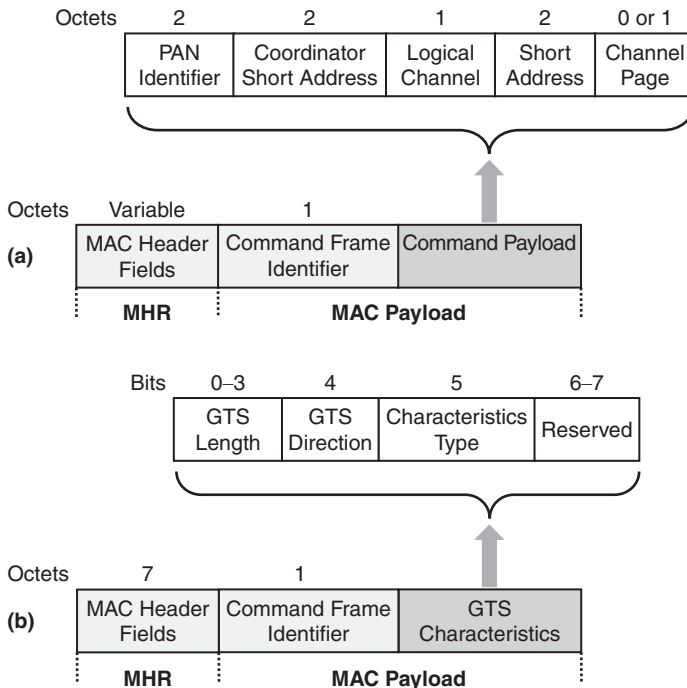 Octets 2 2 1 2 0 or 1
PAN Identifier Coordinator Short Address Logical Channel Short Address Channel Page
Octets Variable 1
(a) MAC Header Fields Command Frame Identifier Command Payload
MHR MAC Payload
Bits 0–3 4 5 6–7
GTS Length GTS Direction Characteristics Type Reserved
Octets 7 1
(b) MAC Header Fields Command Frame Identifier GTS Characteristics
MHR MAC Payload